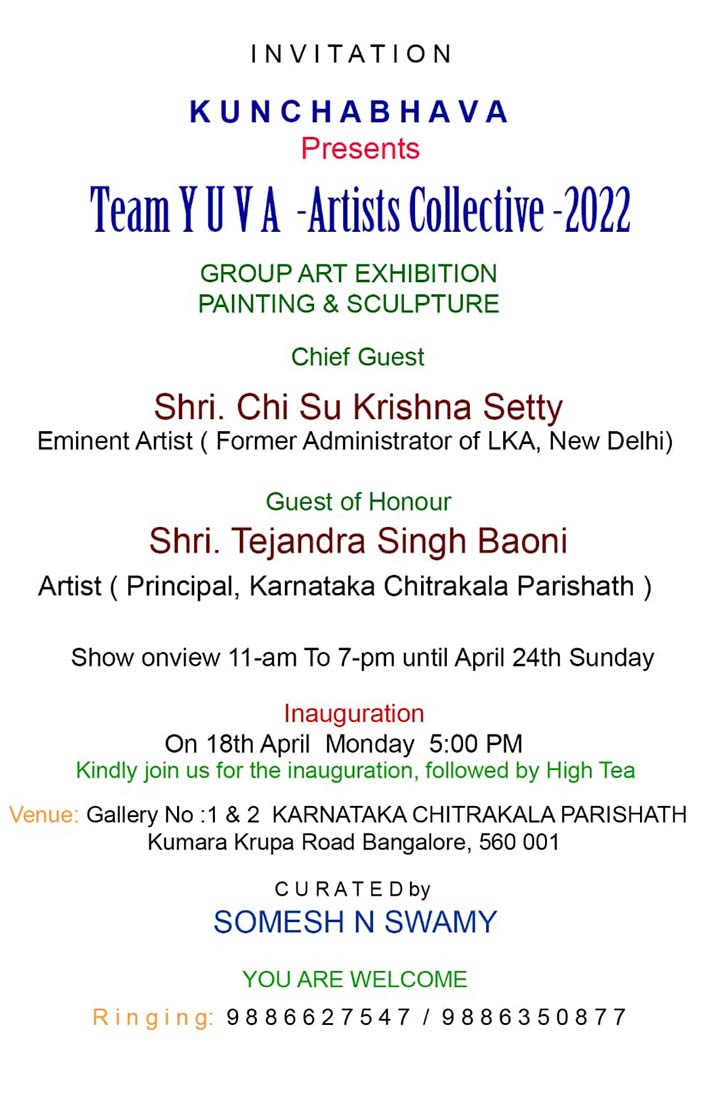 INVITATION
KUNCHABHAVA
Presents
Team Y U V A -Artists Collective -2022
GROUP ART EXHIBITION
PAINTING & SCULPTURE
Chief Guest
Shri. Chi Su Krishna Setty
Eminent Artist ( Former Administrator of LKA, New Delhi)
Guest of Honour
Shri. Tejandra Singh Baoni
Artist ( Principal, Karnataka Chitrakala Parishath )
Show onview 11-am To 7-pm until April 24th Sunday
Inauguration
On 18th April Monday 5:00 PM
Kindly join us for the inauguration, followed by High Tea
Venue: Gallery No :1 & 2 KARNATAKA CHITRAKALA PARISHATH
Kumara Krupa Road Bangalore, 560 001
CURATED by
SOMESH N SWAMY
YOU ARE WELCOME
Ringing: 9886627547 / 9886350877